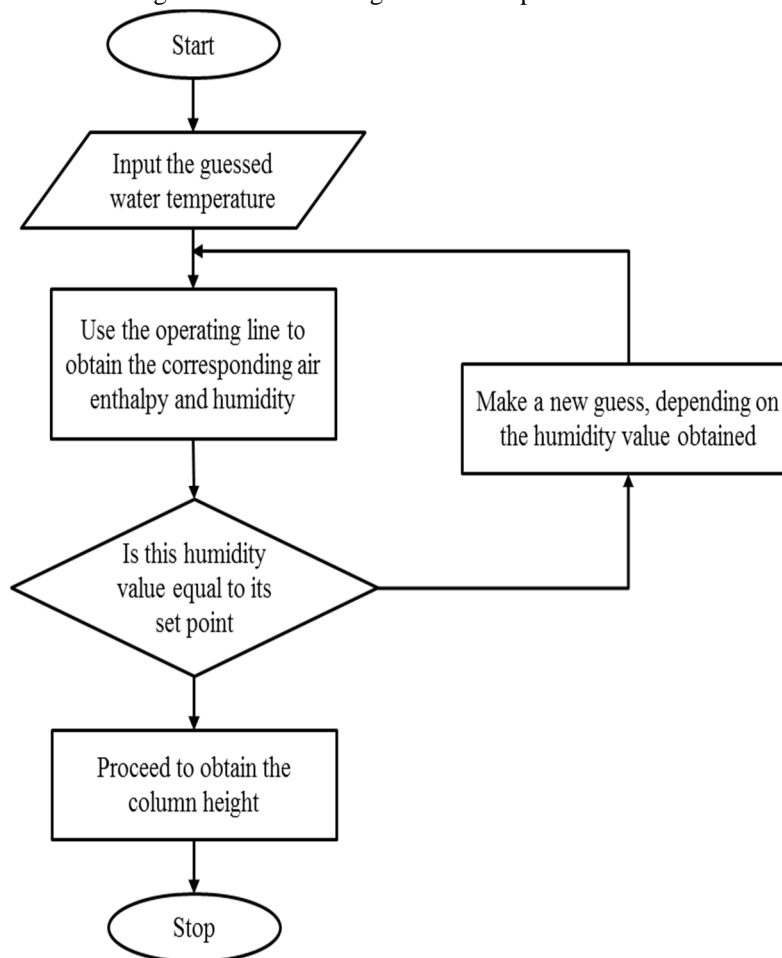 Start
Input the guessed
water temperature
Use the operating line to
obtain the corresponding air
enthalpy and humidity
Make a new guess, depending on
the humidity value obtained
Is this humidity
value equal to its
set point
Proceed to obtain the
column height
Stop